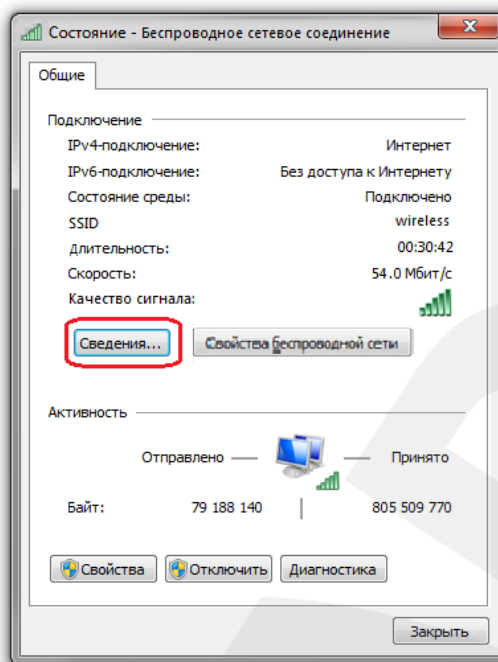 Состояние - Беспроводное сетевое соединение
Общие
Подключение
IPv4-подключение: Интернет
IPv6-подключение: Без доступа к Интернету
Состояние среды: Подключено
SSID wireless
Длительность: 00:30:42
Скорость: 54.0 Мбит/с
Качество сигнала:
Сведения... Свойства беспроводной сети
Активность
Отправлено — — Принято
Байт: 79 188 140 | 805 509 770
Свойства Отключить Диагностика
Закрыть